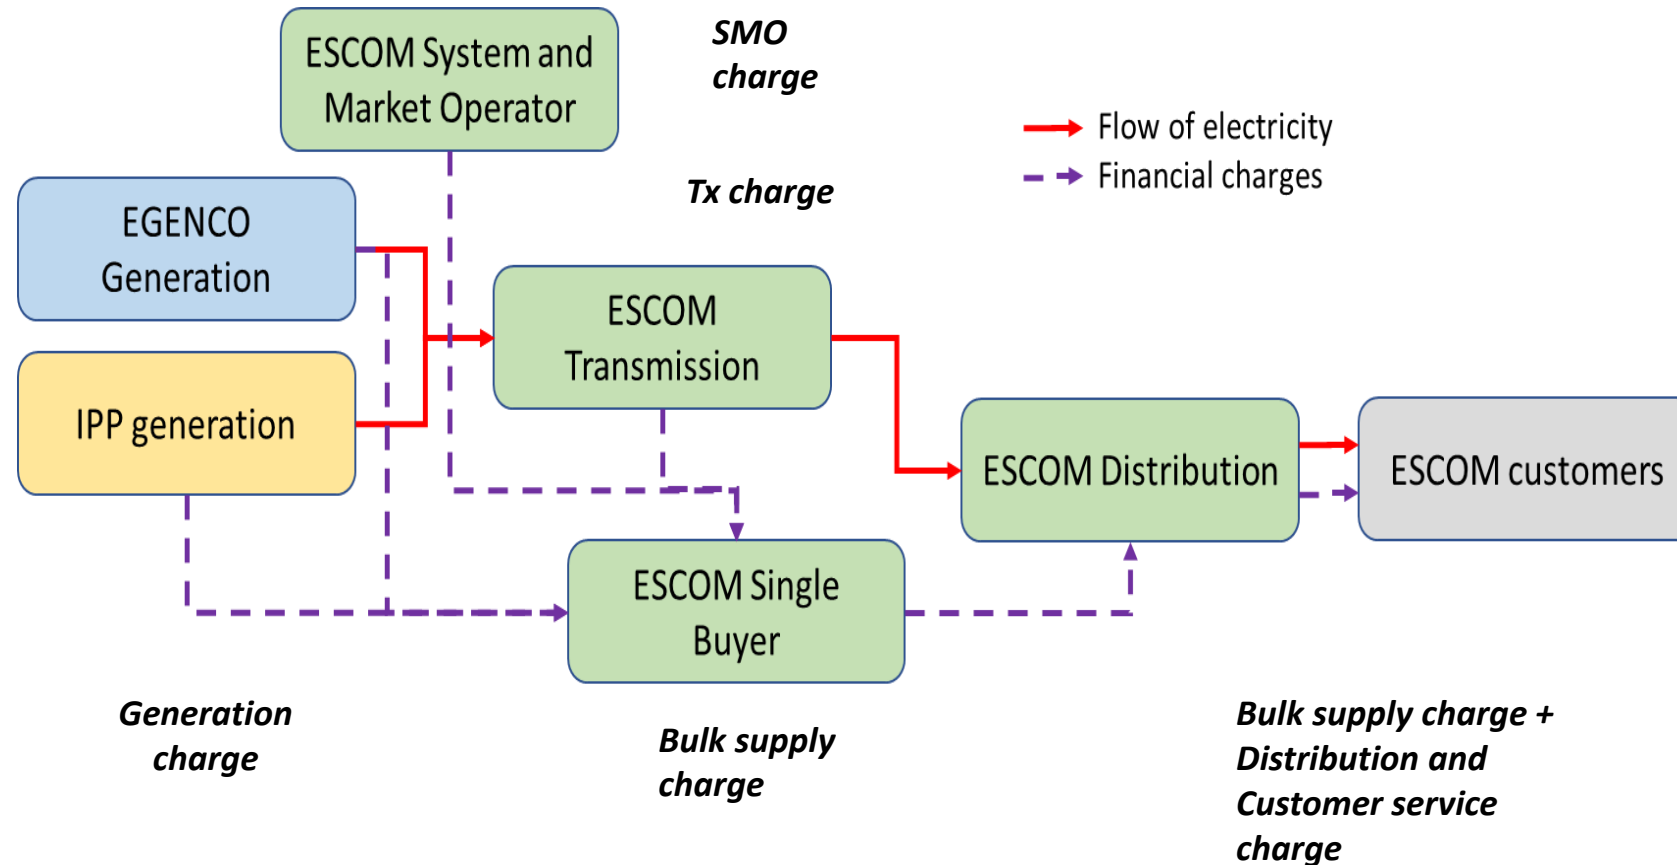 ESCOM System and
Market Operator
SMO
charge
Flow of electricity
Financial charges
Tx charge
EGENCO
Generation
ESCOM
Transmission
IPP generation
ESCOM Distribution
ESCOM customers
ESCOM Single
Buyer
Generation
charge
Bulk supply
charge
Bulk supply charge +
Distribution and
Customer service
charge